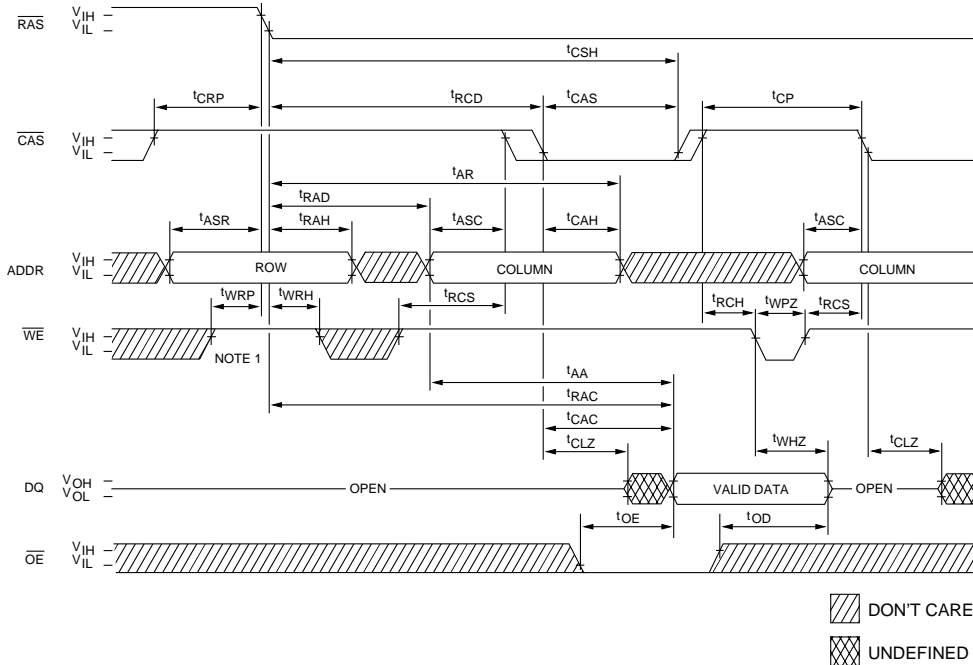 RAS VIH
VIL
tCSH
tCRP tRCD tCAS tCP
CAS VIH
VIL
tAR
tRAD
tASR tRAH tASC tCAH tASC
ADDR VIH
VIL
ROW COLUMN COLUMN
tWRP tWRH tRCS tRCH tWPZ tRCS
WE VIH
VIL
NOTE 1
tAA
tRAC
tCAC
tCLZ tWHZ tCLZ
DQ VOH
VOL
OPEN VALID DATA OPEN
tOE tOD
OE VIH
VIL
DON'T CARE
UNDEFINED